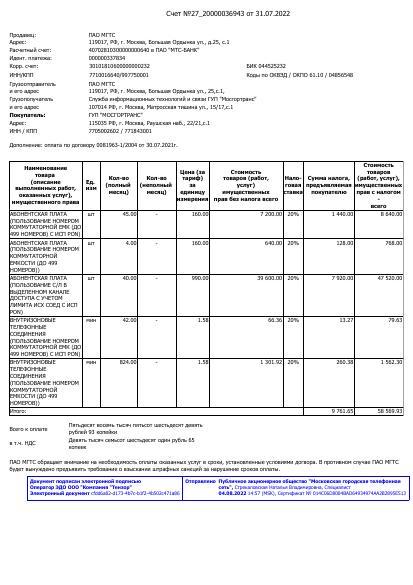 Счет №27_20000036943 от 31.07.2022
Продавец: ПАО МГТС
Адрес: 119017, РФ, г. Москва, Большая Ордынка ул., д.25, с.1
Расчетный счет: 40702810100000000640 в ПАО "МТС-БАНК"
Идент. платежа: 000000337834
Корр. счет: 30101810600000000232 БИК 044525232
ИНН/КПП 7710016640/997750001 Коды по ОКВЭД / ОКПО 61.10 / 04856548
Грузоотправитель ПАО МГТС
и его адрес 119017, РФ, г. Москва, Большая Ордынка ул., 25,
с.1,
Грузополучатель Служба информационных технологий и связи ГУП "Мосгортранс"
и его адрес 107014 РФ, г. Москва, Матросская тишина ул., 15/17,с.1
Покупатель: ГУП "МОСГОРТРАНС"
Адрес: 115035 РФ, г. Москва, Раушская наб., 22/21,с.1
ИНН / КПП 7705002602 / 771843001
Дополнение: оплата по договору 0081963-1/2004 от 30.07.2021г.
Наименование товара (описание выполненных работ, оказанных услуг), имущественного права
Ед. изм
Кол-во (полный месяц)
Кол-во (неполный месяц)
Цена (за тариф) за единицу измерения
Стоимость товаров (работ, услуг) имущественных прав без налога всего
Нало-говая ставка
Сумма налога, предъявляемая покупателю
Стоимость товаров (работ, услуг), имущественных прав с налогом - всего
АБОНЕНТСКАЯ ПЛАТА шт 45.00 - 160.00 7 200.00 20% 1 440.00 8 640.00
(ПОЛЬЗОВАНИЕ НОМЕРОМ
КОММУТАТОРНОЙ ЕМК (ДО
499 НОМЕРОВ) С ИСП PON)
АБОНЕНТСКАЯ ПЛАТА шт 4.00 - 160.00 640.00 20% 128.00 768.00
(ПОЛЬЗОВАНИЕ НОМЕРОМ
КОММУТАТОРНОЙ
ЕМКОСТИ (ДО 499
НОМЕРОВ))
АБОНЕНТСКАЯ ПЛАТА шт 40.00 - 990.00 39 600.00 20% 7 920.00 47 520.00
(ПОЛЬЗОВАНИЕ С/Л В
ВЫДЕЛЕННОМ КАНАЛЕ
ДОСТУПА С УЧЕТОМ
ЛИМИТА ИСХ СОЕД С ИСП
PON)
ВНУТРИЗОНОВЫЕ мин 42.00 - 1.58 66.36 20% 13.27 79.63
ТЕЛЕФОННЫЕ
СОЕДИНЕНИЯ
(ПОЛЬЗОВАНИЕ НОМЕРОМ
КОММУТАТОРНОЙ ЕМК (ДО
499 НОМЕРОВ) С ИСП PON)
ВНУТРИЗОНОВЫЕ мин 824.00 - 1.58 1 301.92 20% 260.38 1 562.30
ТЕЛЕФОННЫЕ
СОЕДИНЕНИЯ
(ПОЛЬЗОВАНИЕ НОМЕРОМ
КОММУТАТОРНОЙ
ЕМКОСТИ (ДО 499
НОМЕРОВ))
Итого: 9 761.65 58 569.93
Всего к оплате Пятьдесят восемь тысяч пятьсот шестьдесят девять
рублей 93 копейки
в т.ч. НДС Девять тысяч семьсот шестьдесят один рубль 65
копеек
ПАО МГТС обращает внимание на необходимость оплаты оказанных услуг в сроки, установленные условиями договора. В противном случае ПАО МГТС
будет вынуждено предъявить требования о взыскании штрафных санкций за нарушение сроков оплаты.
Документ подписан электронной подписью Отправлено Публичное акционерное общество "Московская городская телефонная
Оператор ЭДО ООО "Компания "Тензор" сеть", Стрекаловская Наталья Владимировна, Специалист
Электронный документ 04.08.2022 14:57 (MSK), Сертификат №